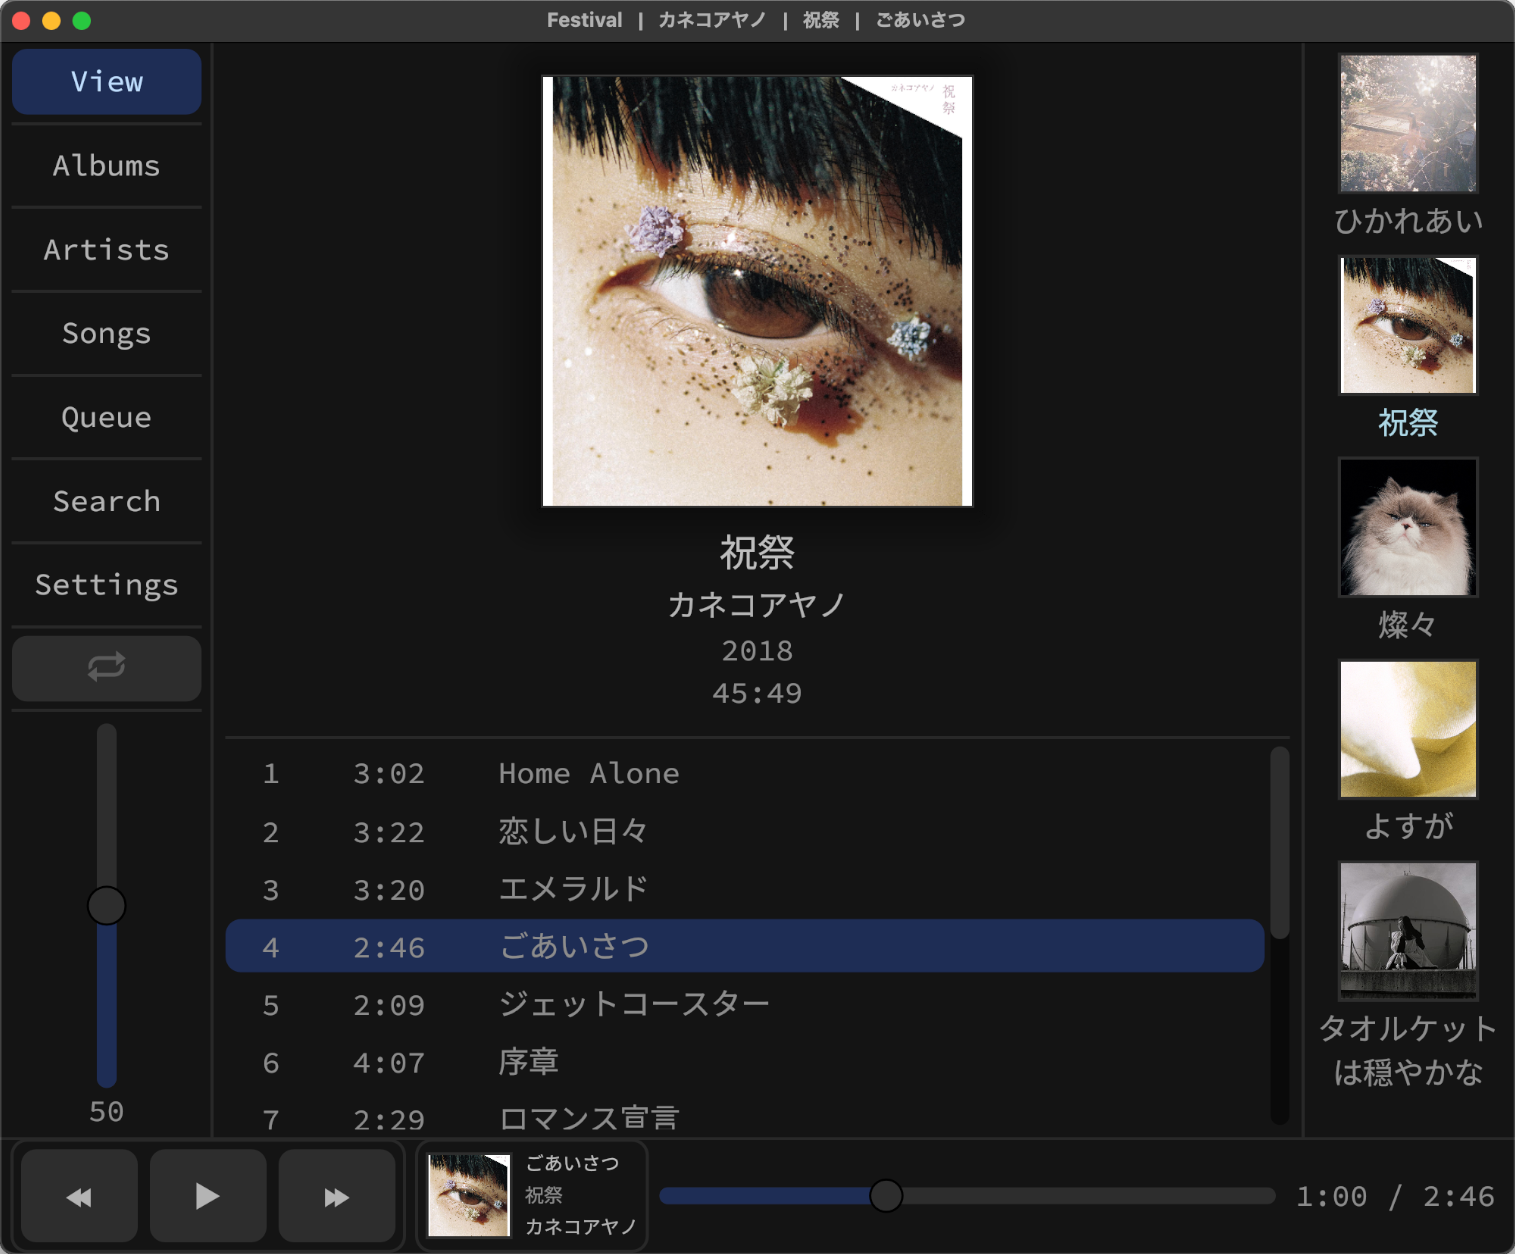 Festival | カネコアヤノ | 祝祭 | ごあいさつ
View
Albums
Artists
Songs
Queue
Search
Settings
50
カネコアヤノ 祝祭
祝祭
カネコアヤノ
2018
45:49
1 3:02 Home Alone
2 3:22 恋しい日々
3 3:20 エメラルド
4 2:46 ごあいさつ
5 2:09 ジェットコースター
6 4:07 序章
7 2:29 ロマンス宣言
ひかれあい
祝祭
燦々
よすが
タオルケット
は穏やかな
ごあいさつ
祝祭
カネコアヤノ
1:00 / 2:46